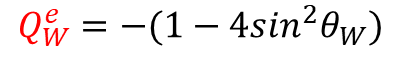 Q_W^e = −(1 − 4sin²θ_W)